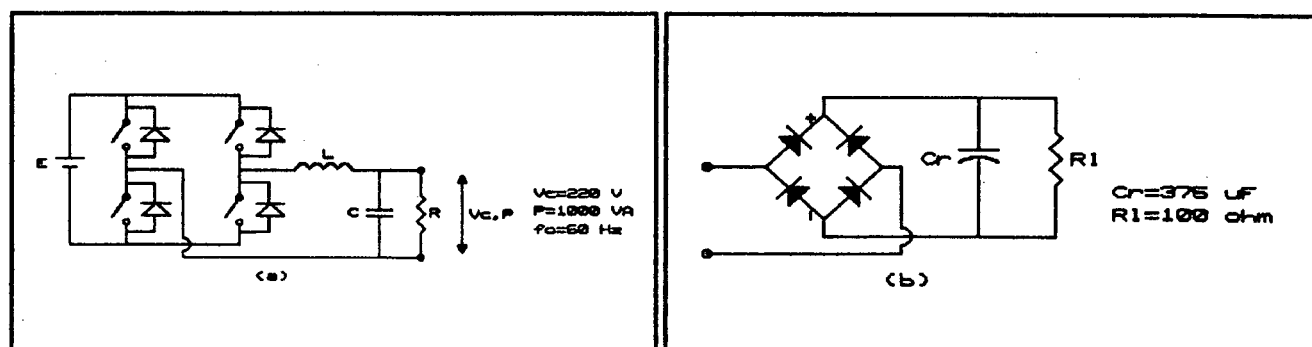 E
L
C
R
Vc,P
Vc=220 V
P=1000 VA
fo=60 Hz
(a)
+
-
Cr
R1
Cr=376 uF
R1=100 ohm
(b)